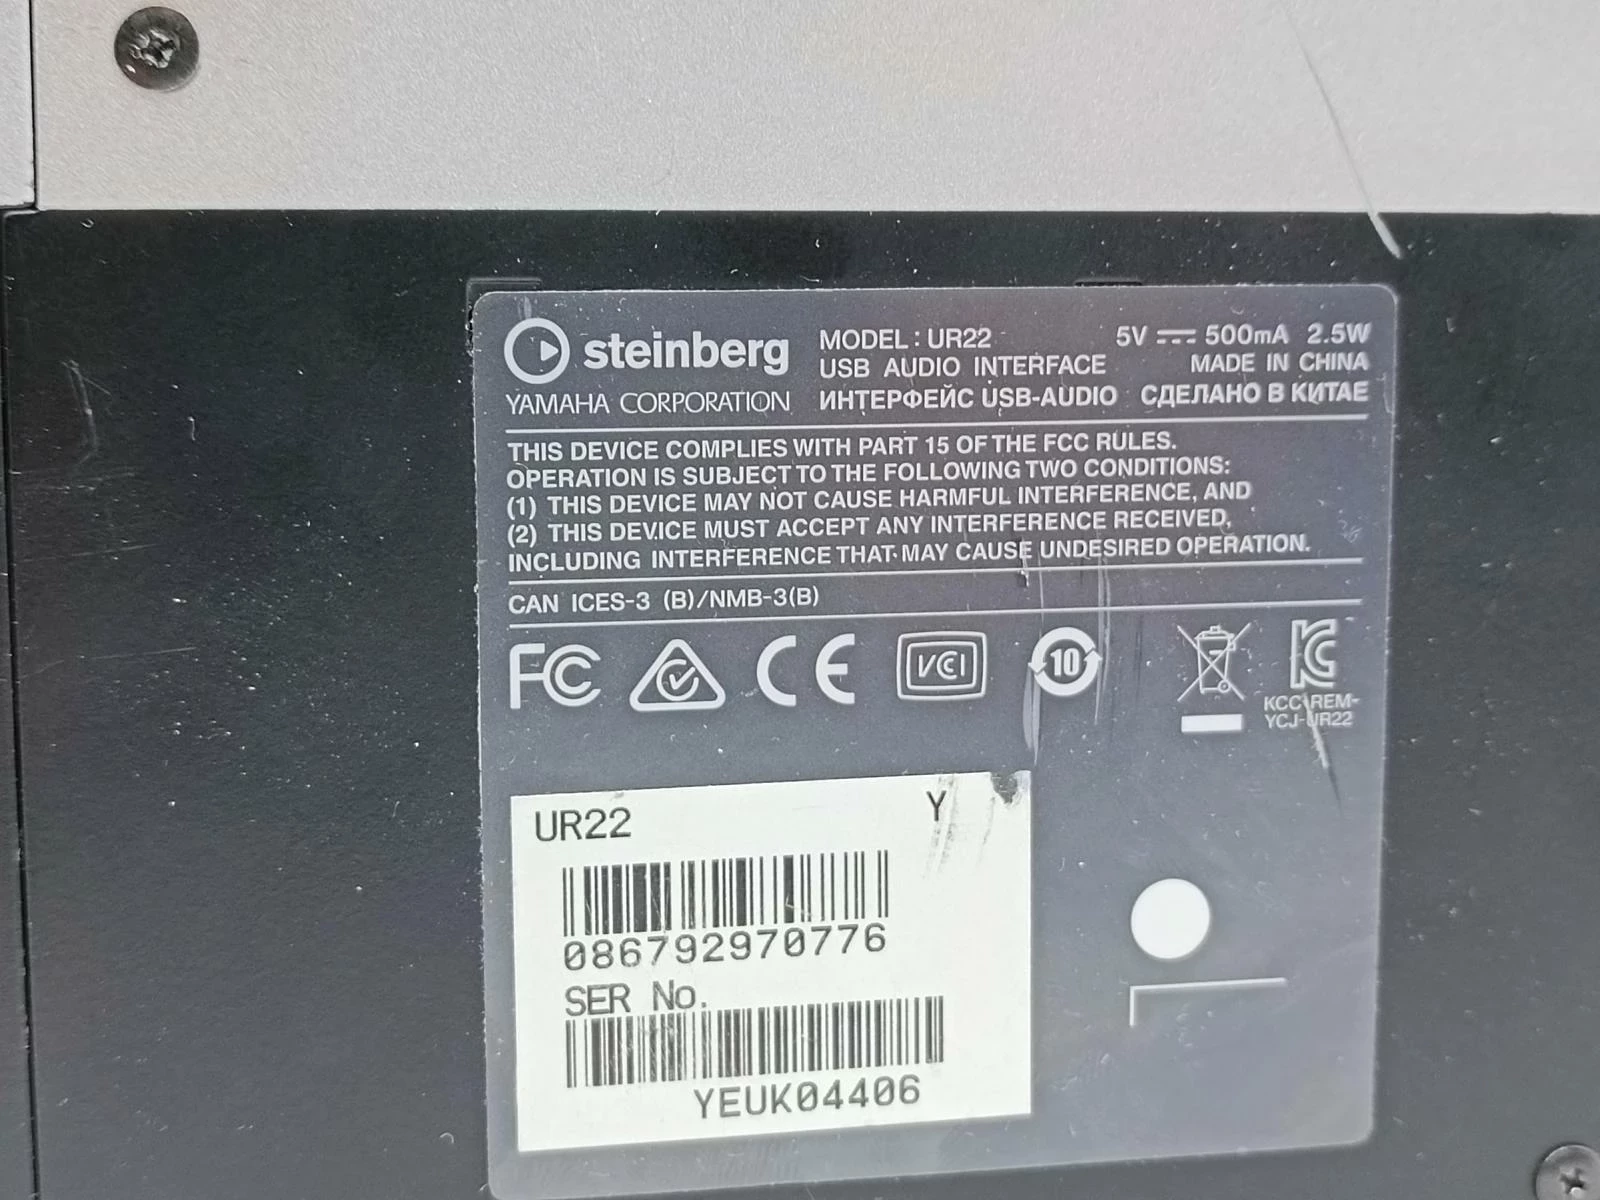 steinberg
YAMAHA CORPORATION
MODEL : UR22
USB AUDIO INTERFACE
ИНТЕРФЕЙС USB-AUDIO
5V ⎓ 500mA 2.5W
MADE IN CHINA
СДЕЛАНО В КИТАЕ
THIS DEVICE COMPLIES WITH PART 15 OF THE FCC RULES.
OPERATION IS SUBJECT TO THE FOLLOWING TWO CONDITIONS:
(1) THIS DEVICE MAY NOT CAUSE HARMFUL INTERFERENCE, AND
(2) THIS DEVICE MUST ACCEPT ANY INTERFERENCE RECEIVED,
INCLUDING INTERFERENCE THAT MAY CAUSE UNDESIRED OPERATION.
CAN ICES-3 (B)/NMB-3(B)
FC CE VCI 10 KC
KCC-REM-
YCJ-UR22
UR22 Y
086792970776
SER No.
YEUK04406